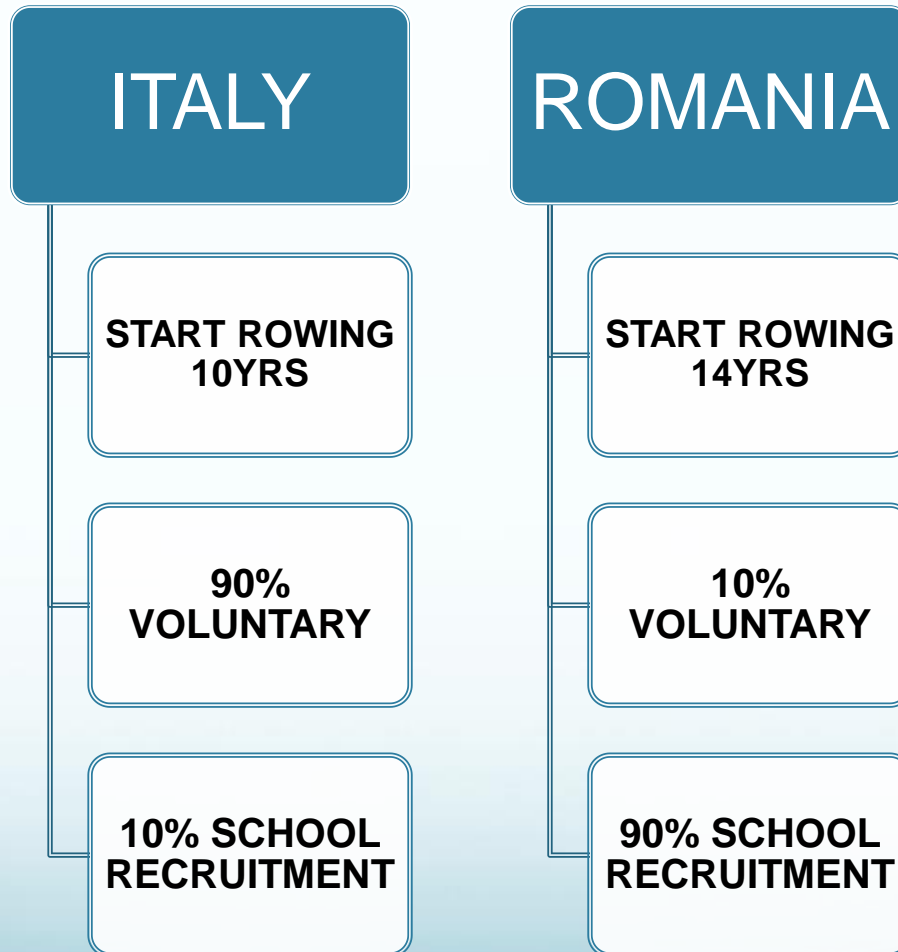 ITALY
START ROWING
10YRS
90%
VOLUNTARY
10% SCHOOL
RECRUITMENT
ROMANIA
START ROWING
14YRS
10%
VOLUNTARY
90% SCHOOL
RECRUITMENT